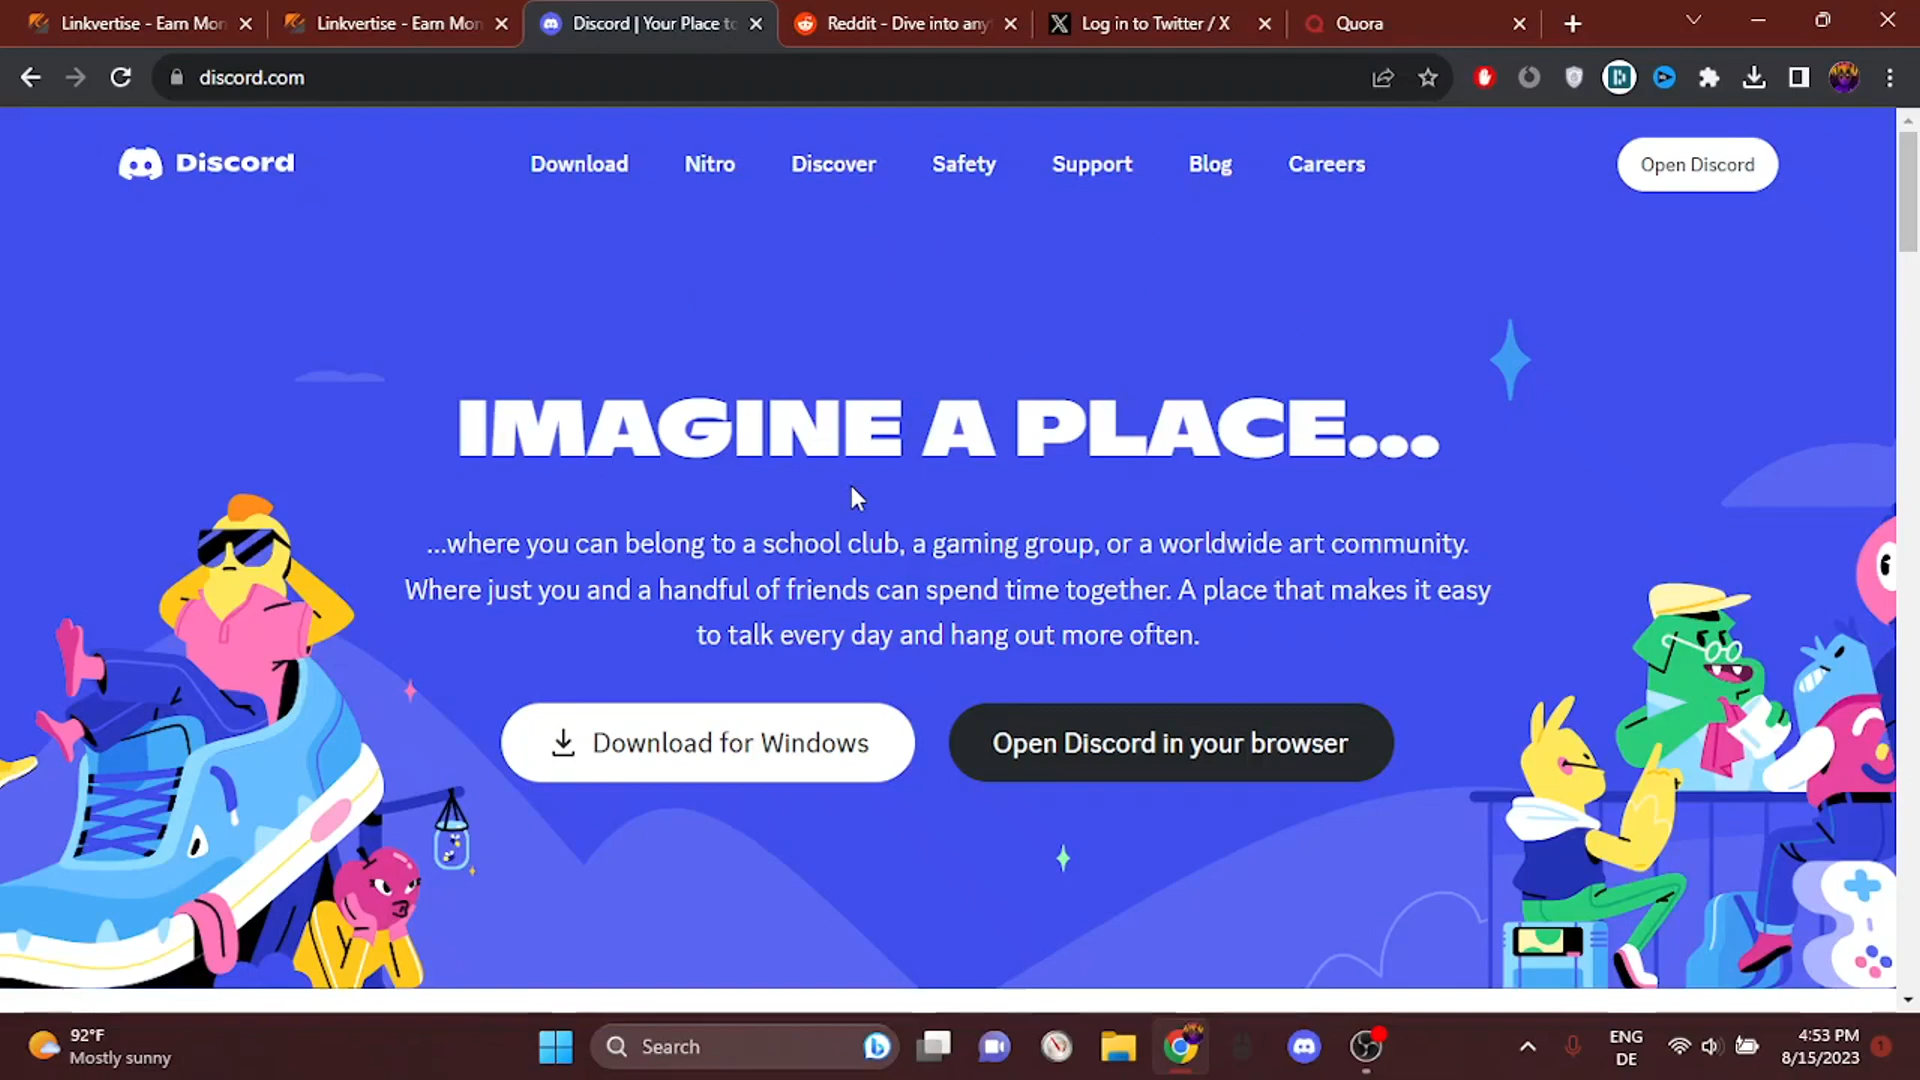 Linkvertise - Earn Mon
Linkvertise - Earn Mon
Discord | Your Place to
Reddit - Dive into any
Log in to Twitter / X
Quora
discord.com
Discord
Download
Nitro
Discover
Safety
Support
Blog
Careers
Open Discord
IMAGINE A PLACE...
...where you can belong to a school club, a gaming group, or a worldwide art community.
Where just you and a handful of friends can spend time together. A place that makes it easy
to talk every day and hang out more often.
Download for Windows
Open Discord in your browser
92°F
Mostly sunny
Search
ENG
DE
4:53 PM
8/15/2023
1